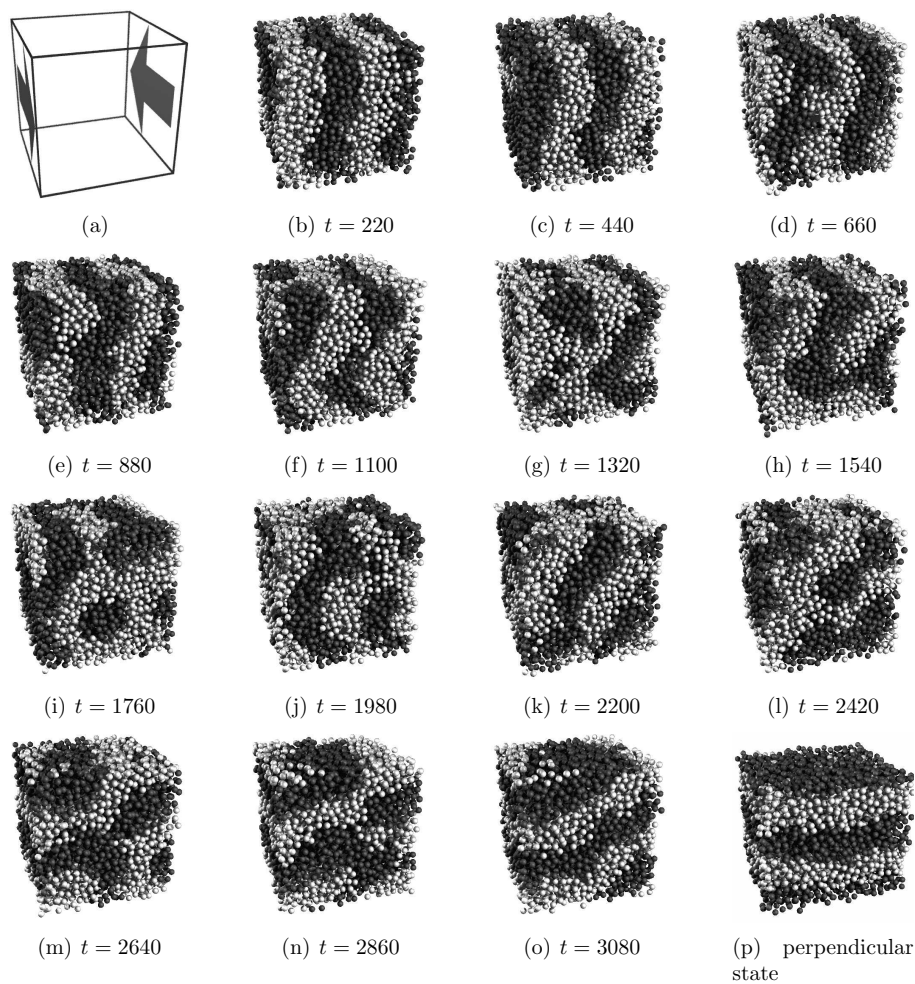 (a)
(b) t = 220
(c) t = 440
(d) t = 660
(e) t = 880
(f) t = 1100
(g) t = 1320
(h) t = 1540
(i) t = 1760
(j) t = 1980
(k) t = 2200
(l) t = 2420
(m) t = 2640
(n) t = 2860
(o) t = 3080
(p) perpendicular
state